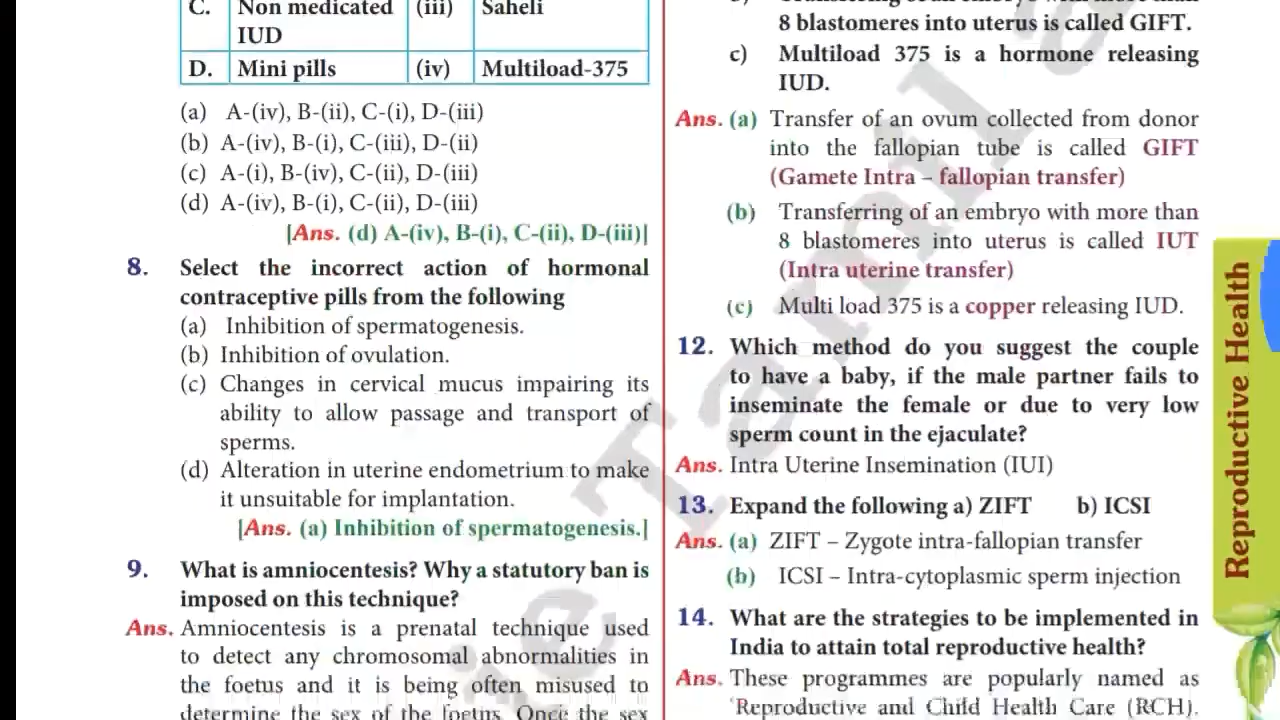 C. Non medicated IUD (iii) Saheli
D. Mini pills (iv) Multiload-375
(a) A-(iv), B-(ii), C-(i), D-(iii)
(b) A-(iv), B-(i), C-(iii), D-(ii)
(c) A-(i), B-(iv), C-(ii), D-(iii)
(d) A-(iv), B-(i), C-(ii), D-(iii)
[Ans. (d) A-(iv), B-(i), C-(ii), D-(iii)]
8. Select the incorrect action of hormonal
contraceptive pills from the following
(a) Inhibition of spermatogenesis.
(b) Inhibition of ovulation.
(c) Changes in cervical mucus impairing its
ability to allow passage and transport of
sperms.
(d) Alteration in uterine endometrium to make
it unsuitable for implantation.
[Ans. (a) Inhibition of spermatogenesis.]
9. What is amniocentesis? Why a statutory ban is
imposed on this technique?
Ans. Amniocentesis is a prenatal technique used
to detect any chromosomal abnormalities in
the foetus and it is being often misused to
determine the sex of the foetus. Once the sex
8 blastomeres into uterus is called GIFT.
c) Multiload 375 is a hormone releasing
IUD.
Ans. (a) Transfer of an ovum collected from donor
into the fallopian tube is called GIFT
(Gamete Intra – fallopian transfer)
(b) Transferring of an embryo with more than
8 blastomeres into uterus is called IUT
(Intra uterine transfer)
(c) Multi load 375 is a copper releasing IUD.
12. Which method do you suggest the couple
to have a baby, if the male partner fails to
inseminate the female or due to very low
sperm count in the ejaculate?
Ans. Intra Uterine Insemination (IUI)
13. Expand the following a) ZIFT b) ICSI
Ans. (a) ZIFT – Zygote intra-fallopian transfer
(b) ICSI – Intra-cytoplasmic sperm injection
14. What are the strategies to be implemented in
India to attain total reproductive health?
Ans. These programmes are popularly named as
'Reproductive and Child Health Care (RCH).
Reproductive Health